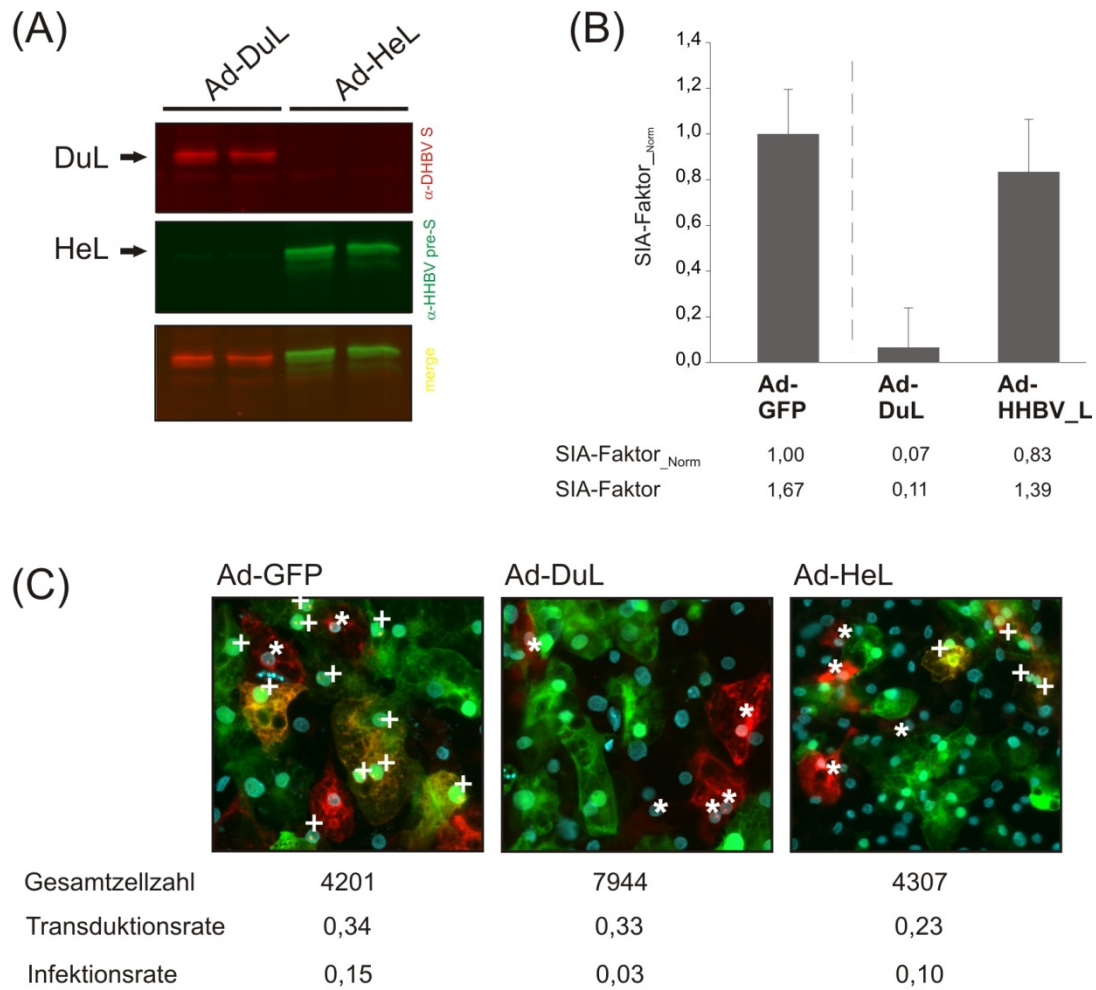 (A)
Ad-DuL
Ad-HeL
DuL
α-DHBV S
HeL
α-HHBV pre-S
merge
(B)
SIA-Faktor_Norm
1,4
1,2
1,0
0,8
0,6
0,4
0,2
0,0
Ad-
GFP
Ad-
DuL
Ad-
HHBV_L
SIA-Faktor_Norm 1,00 0,07 0,83
SIA-Faktor 1,67 0,11 1,39
(C)
Ad-GFP Ad-DuL Ad-HeL
Gesamtzellzahl 4201 7944 4307
Transduktionsrate 0,34 0,33 0,23
Infektionsrate 0,15 0,03 0,10